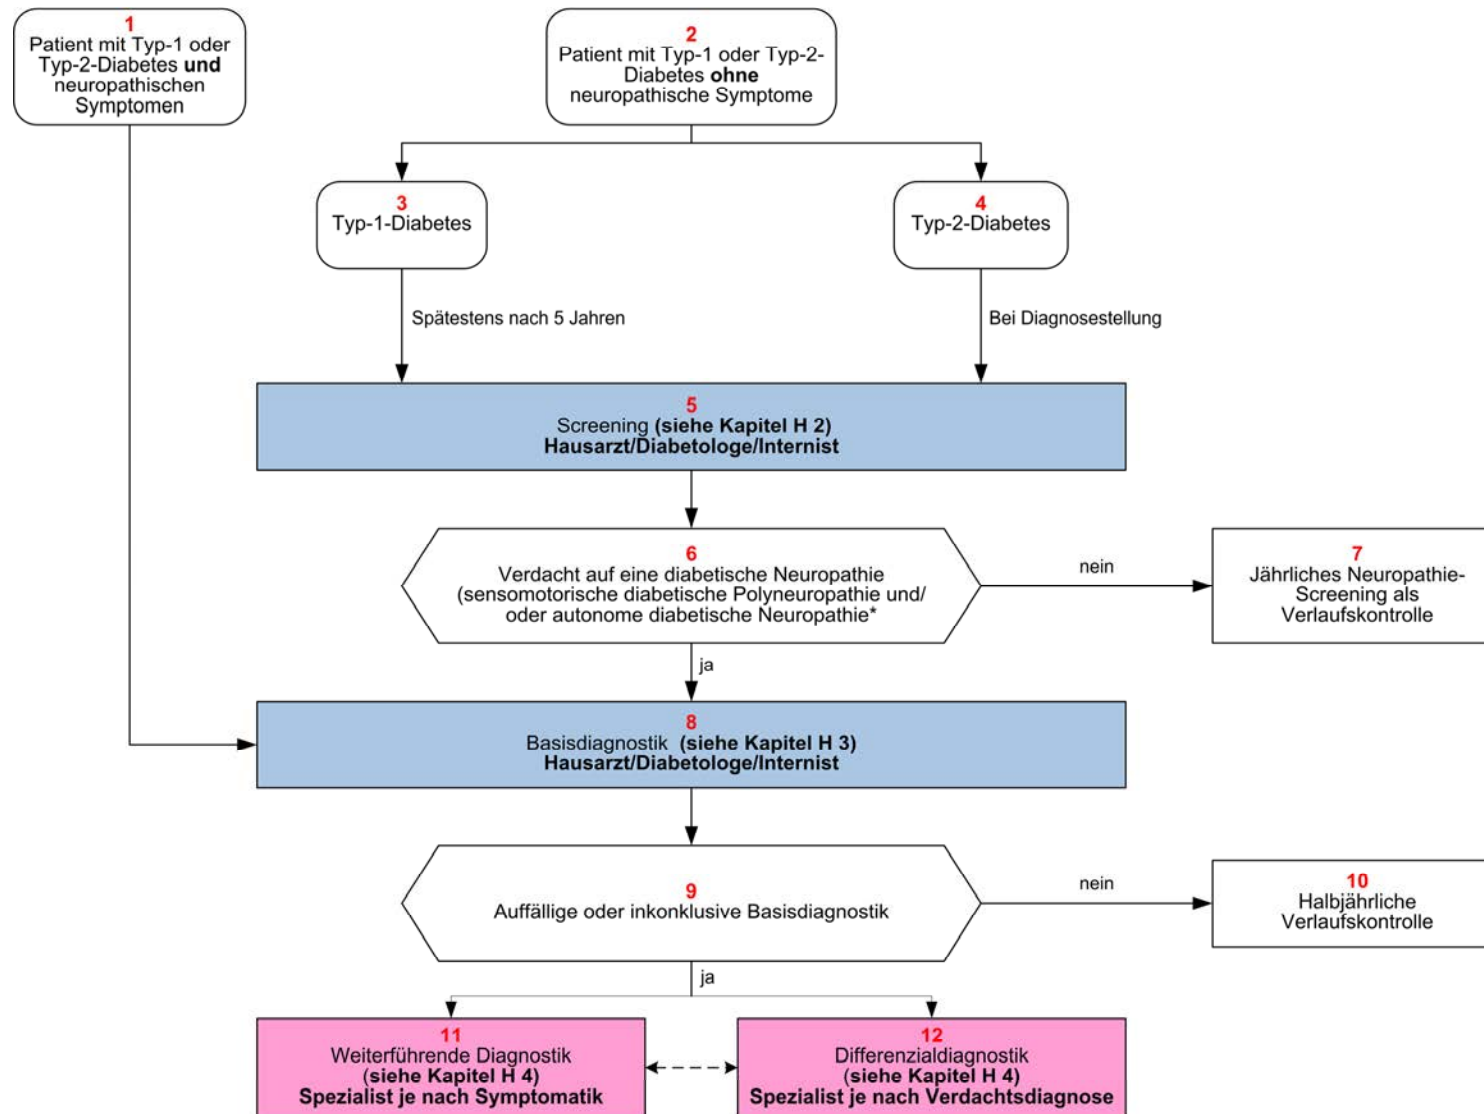 1
Patient mit Typ-1 oder
Typ-2-Diabetes und
neuropathischen
Symptomen
2
Patient mit Typ-1 oder Typ-2-
Diabetes ohne
neuropathische Symptome
3
Typ-1-Diabetes
4
Typ-2-Diabetes
Spätestens nach 5 Jahren
Bei Diagnosestellung
5
Screening (siehe Kapitel H 2)
Hausarzt/Diabetologe/Internist
6
Verdacht auf eine diabetische Neuropathie
(sensomotorische diabetische Polyneuropathie und/
oder autonome diabetische Neuropathie*
nein
7
Jährliches Neuropathie-
Screening als
Verlaufskontrolle
ja
8
Basisdiagnostik (siehe Kapitel H 3)
Hausarzt/Diabetologe/Internist
9
Auffällige oder inkonklusive Basisdiagnostik
nein
10
Halbjährliche
Verlaufskontrolle
ja
11
Weiterführende Diagnostik
(siehe Kapitel H 4)
Spezialist je nach Symptomatik
12
Differenzialdiagnostik
(siehe Kapitel H 4)
Spezialist je nach Verdachtsdiagnose